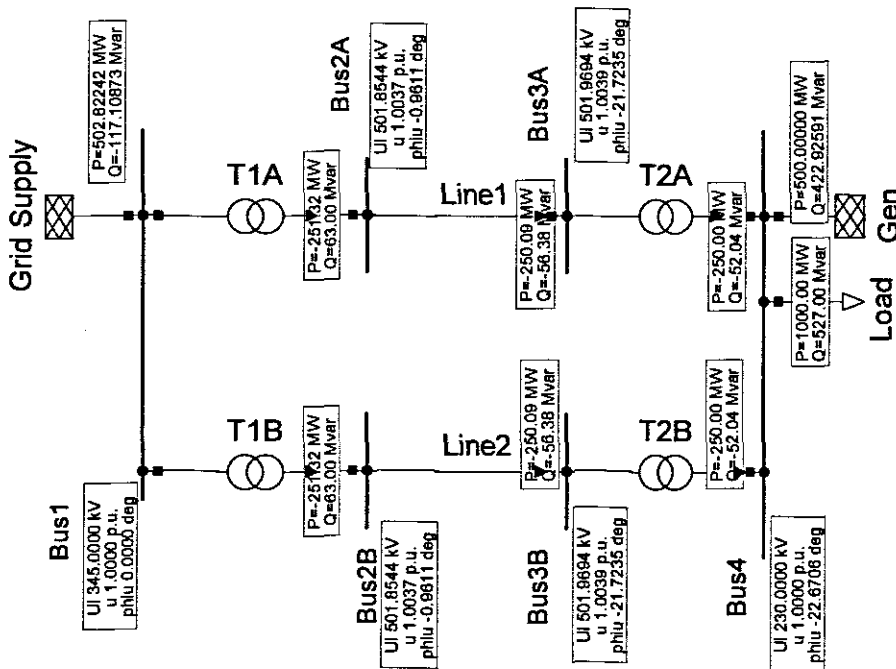 Grid Supply
P=502.82242 MW
Q=-117.10873 Mvar
Bus1
Ul 345.0000 kV
u 1.0000 p.u.
phiu 0.0000 deg
T1B
T1A
P=-251.32 MW
Q=63.00 Mvar
P=-251.32 MW
Q=63.00 Mvar
Bus2B
Ul 501.8544 kV
u 1.0037 p.u.
phiu -0.9611 deg
Bus2A
Ul 501.8544 kV
u 1.0037 p.u.
phiu -0.9611 deg
Line2
Line1
P=-250.09 MW
Q=-56.38 Mvar
P=-250.09 MW
Q=-56.38 Mvar
Bus3B
Ul 501.9694 kV
u 1.0039 p.u.
phiu -21.7235 deg
Bus3A
Ul 501.9694 kV
u 1.0039 p.u.
phiu -21.7235 deg
T2B
T2A
P=-250.00 MW
Q=-52.04 Mvar
P=-250.00 MW
Q=-52.04 Mvar
Bus4
Ul 230.0000 kV
u 1.0000 p.u.
phiu -22.6706 deg
P=1000.00 MW
Q=527.00 Mvar
Load
P=500.00000 MW
Q=422.92591 Mvar
Gen